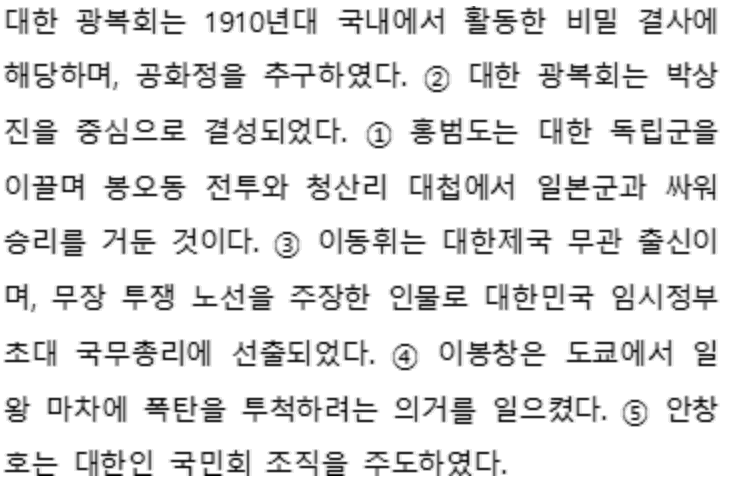 대한 광복회는 1910년대 국내에서 활동한 비밀 결사에
해당하며, 공화정을 추구하였다. ② 대한 광복회는 박상
진을 중심으로 결성되었다. ① 홍범도는 대한 독립군을
이끌며 봉오동 전투와 청산리 대첩에서 일본군과 싸워
승리를 거둔 것이다. ③ 이동휘는 대한제국 무관 출신이
며, 무장 투쟁 노선을 주장한 인물로 대한민국 임시정부
초대 국무총리에 선출되었다. ④ 이봉창은 도쿄에서 일
왕 마차에 폭탄을 투척하려는 의거를 일으켰다. ⑤ 안창
호는 대한인 국민회 조직을 주도하였다.